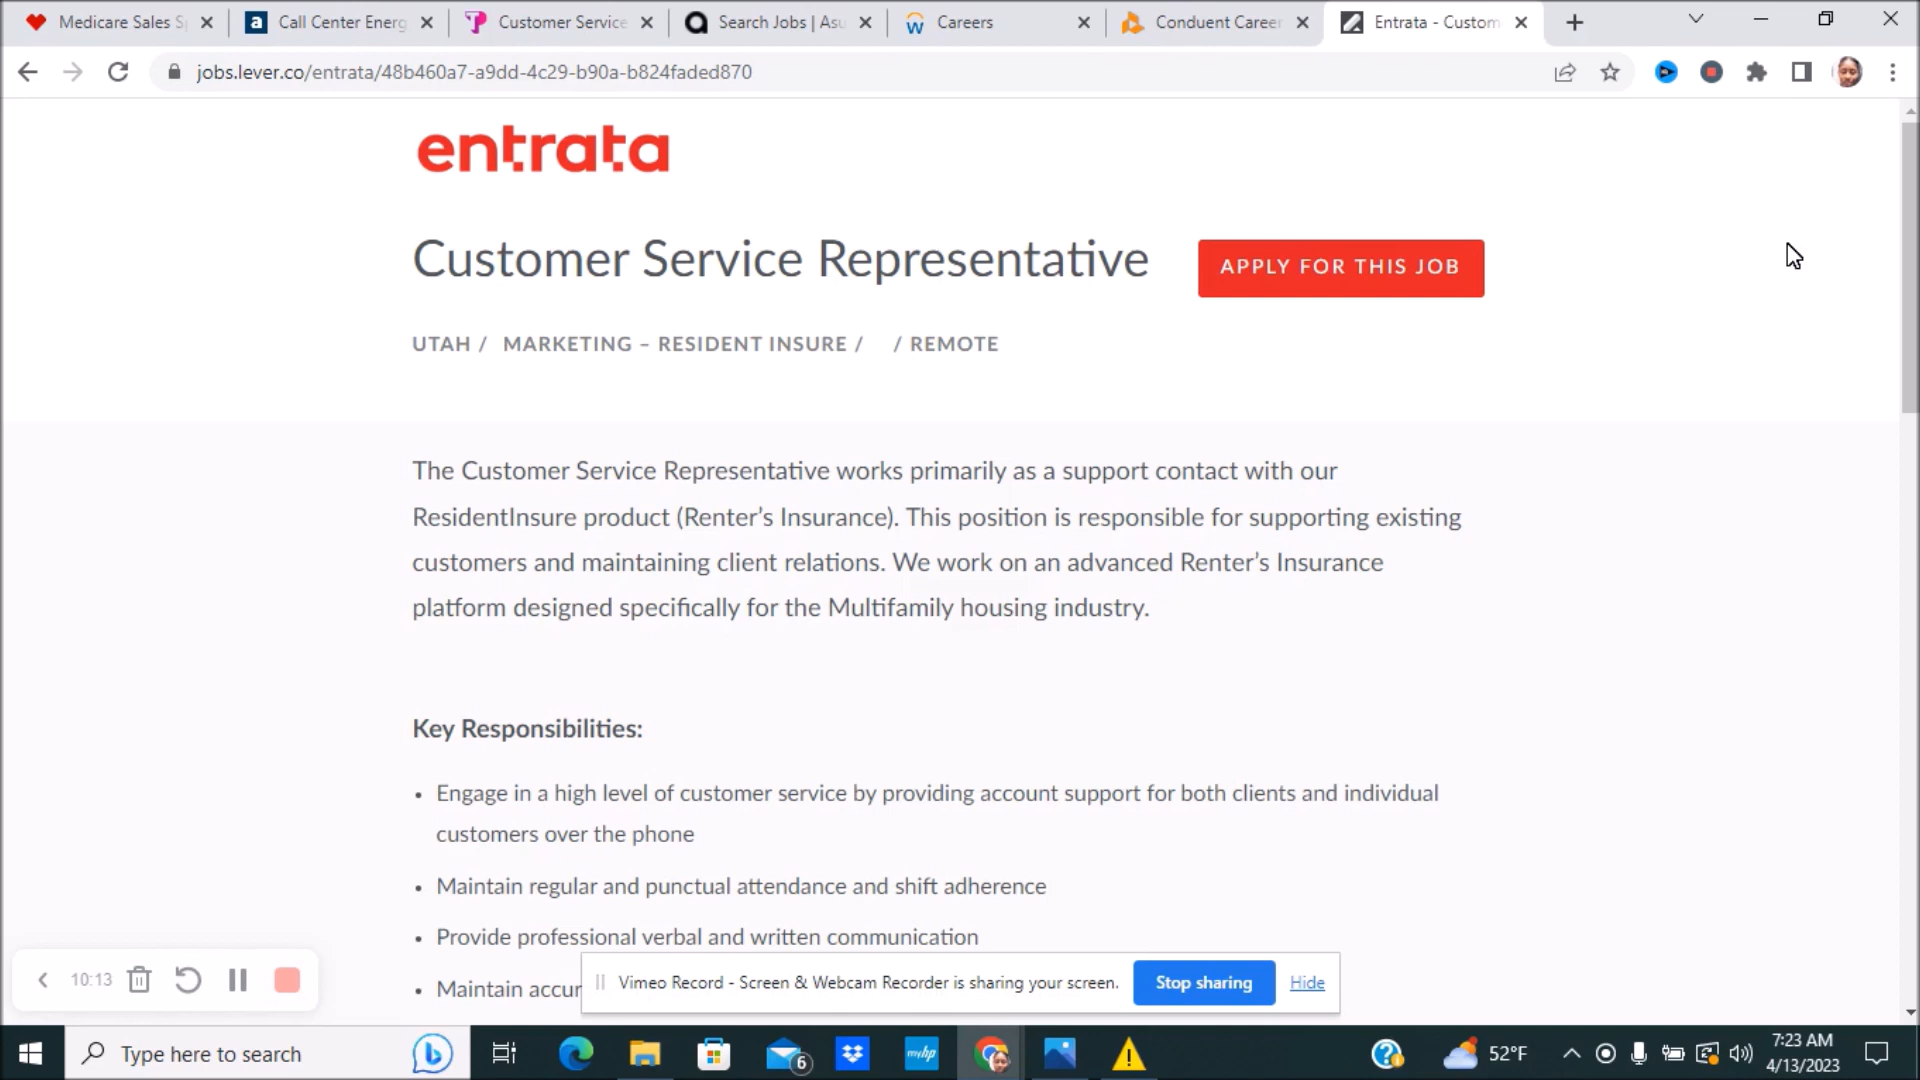 Medicare Sales S
Call Center Energ
Customer Service
Search Jobs | Asu
Careers
Conduent Career
Entrata - Custom
jobs.lever.co/entrata/48b460a7-a9dd-4c29-b90a-b824faded870
entrata
Customer Service Representative
APPLY FOR THIS JOB
UTAH / MARKETING – RESIDENT INSURE / / REMOTE
The Customer Service Representative works primarily as a support contact with our
ResidentInsure product (Renter's Insurance). This position is responsible for supporting existing
customers and maintaining client relations. We work on an advanced Renter's Insurance
platform designed specifically for the Multifamily housing industry.
Key Responsibilities:
• Engage in a high level of customer service by providing account support for both clients and individual
customers over the phone
• Maintain regular and punctual attendance and shift adherence
• Provide professional verbal and written communication
• Maintain accur
10:13
Vimeo Record - Screen & Webcam Recorder is sharing your screen.
Stop sharing
Hide
Type here to search
6
myhp
52°F
7:23 AM
4/13/2023